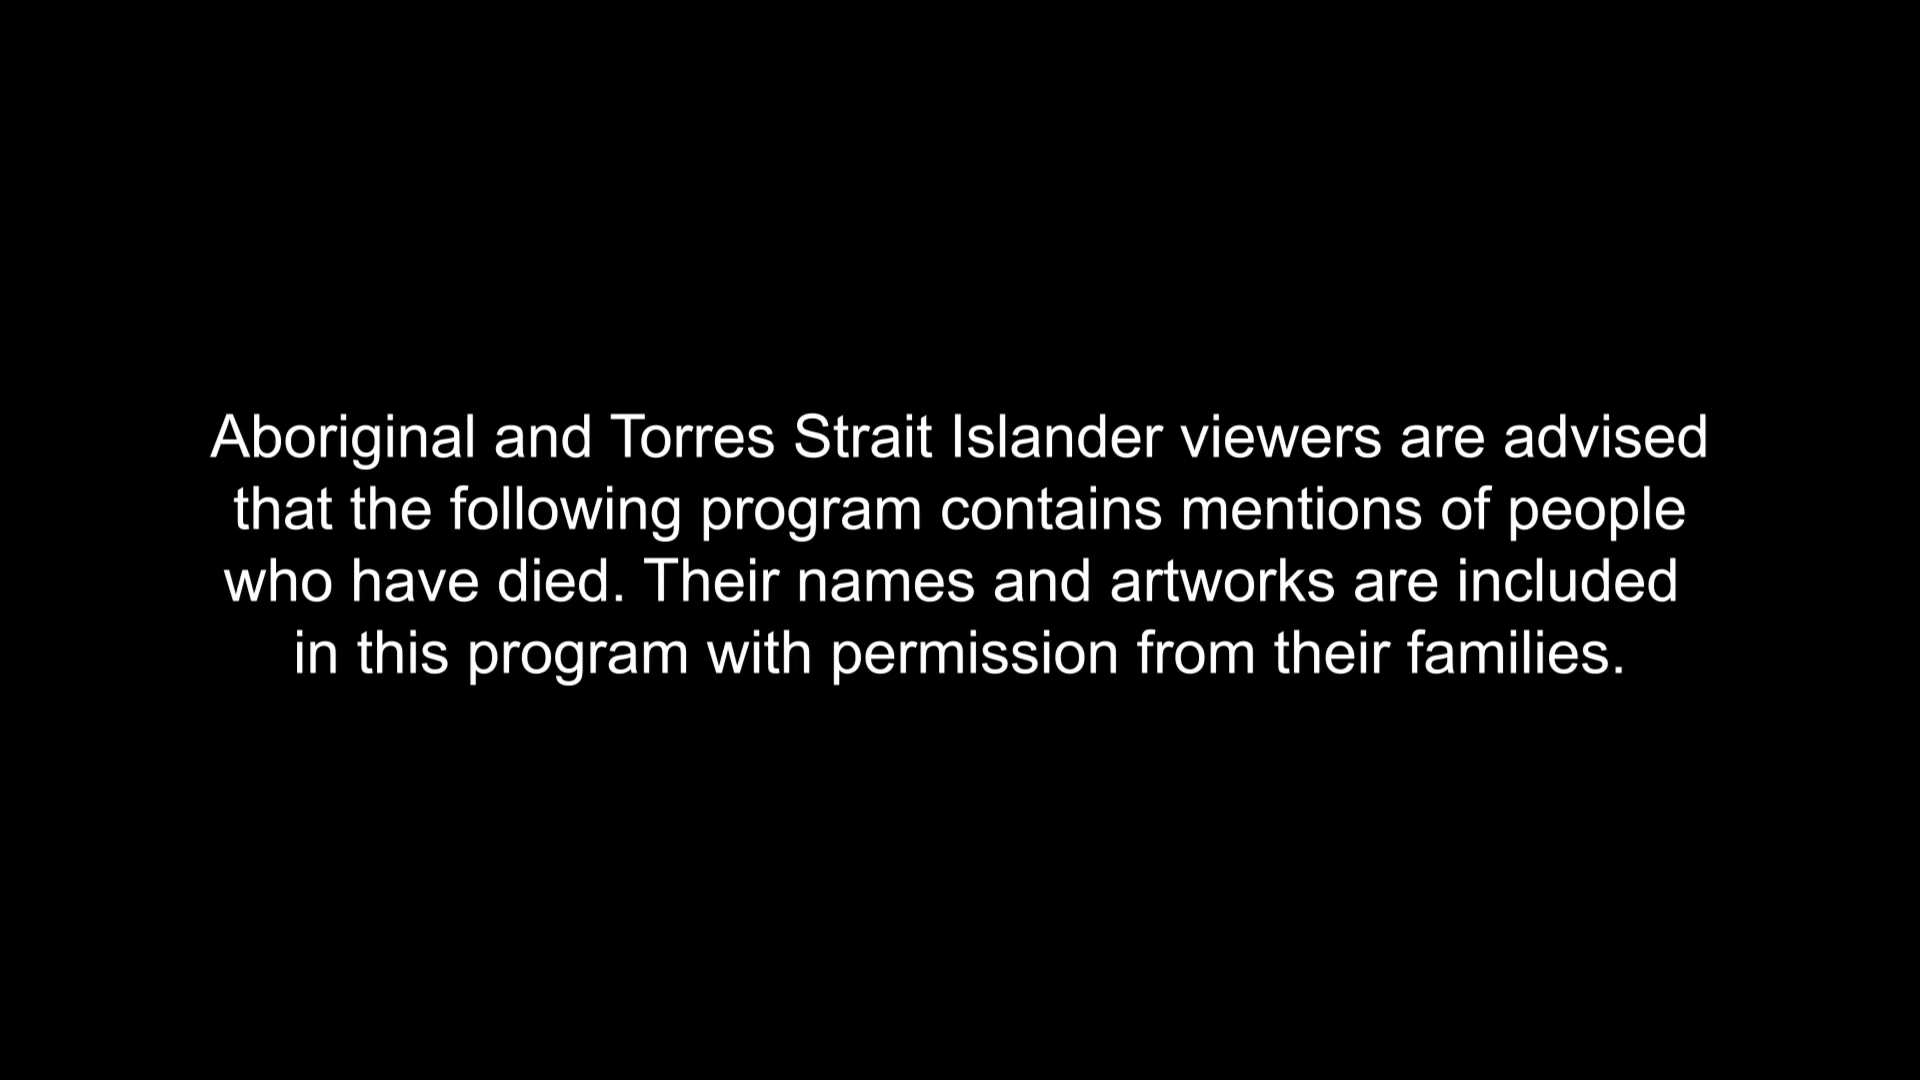 Aboriginal and Torres Strait Islander viewers are advised
that the following program contains mentions of people
who have died. Their names and artworks are included
in this program with permission from their families.